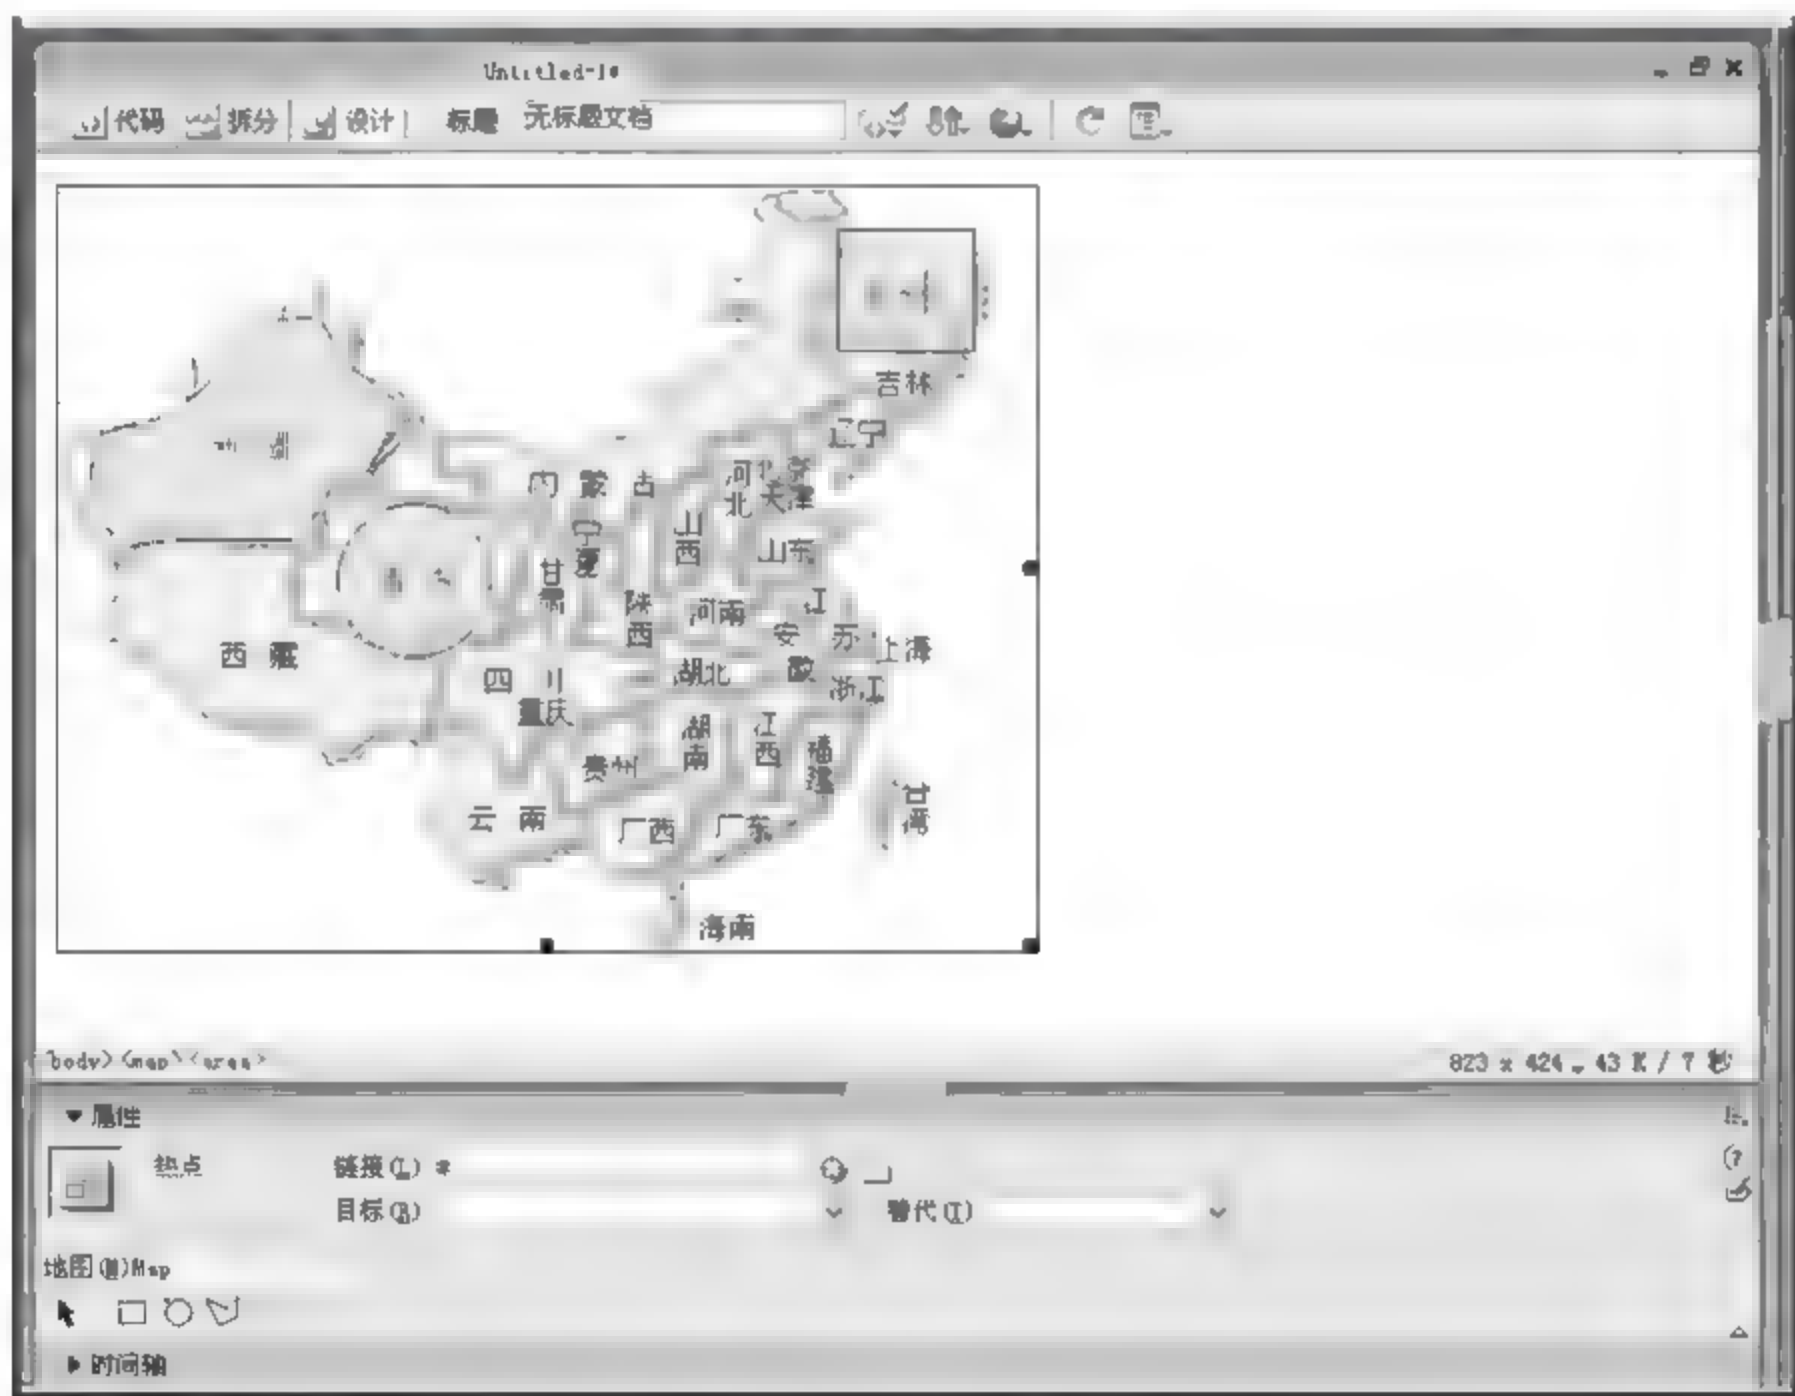 Untitled-1*
代码 拆分 设计 标题 无标题文档
吉林
辽宁
内蒙古
河北
天津
山西
宁夏
山东
甘肃
陕西
河南
江苏
安徽
上海
西藏
四川
湖北
浙江
重庆
湖南
江西
福建
贵州
云南
广西
广东
海南
body> <map> <area>
823 x 424 43 K / 7 秒
属性
热点 链接(L) #
目标(R) 替代(T)
地图(M) Map
时间轴